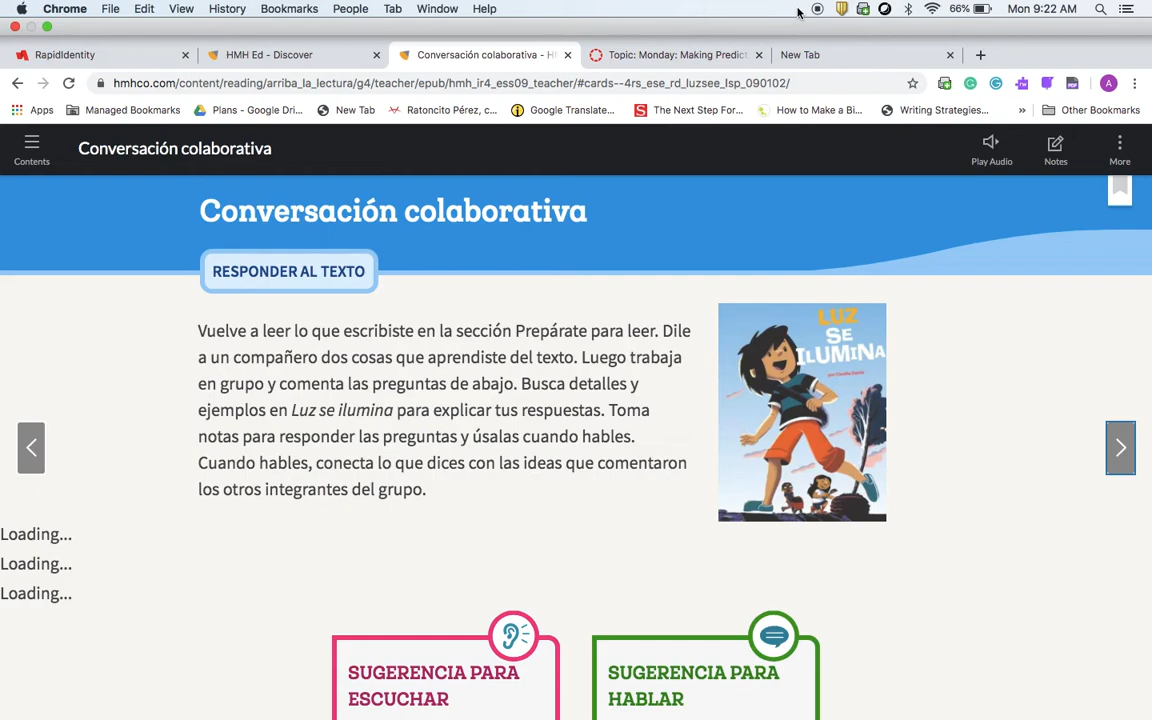 Chrome File Edit View History Bookmarks People Tab Window Help 66% Mon 9:22 AM
RapidIdentity HMH Ed - Discover Conversación colaborativa - H Topic: Monday: Making Predict New Tab
hmhco.com/content/reading/arriba_la_lectura/g4/teacher/epub/hmh_ir4_ess09_teacher/#cards--4rs_ese_rd_luzsee_lsp_090102/ A
Apps Managed Bookmarks Plans - Google Dri... New Tab Ratoncito Pérez, c... Google Translate... The Next Step For... How to Make a Bi... Writing Strategies... » Other Bookmarks
Contents Conversación colaborativa Play Audio Notes More
Conversación colaborativa
RESPONDER AL TEXTO
Vuelve a leer lo que escribiste en la sección Prepárate para leer. Dile
a un compañero dos cosas que aprendiste del texto. Luego trabaja
en grupo y comenta las preguntas de abajo. Busca detalles y
ejemplos en Luz se ilumina para explicar tus respuestas. Toma
notas para responder las preguntas y úsalas cuando hables.
Cuando hables, conecta lo que dices con las ideas que comentaron
los otros integrantes del grupo.
LUZ
SE
ILUMINA
Loading...
Loading...
Loading...
SUGERENCIA PARA
ESCUCHAR
SUGERENCIA PARA
HABLAR